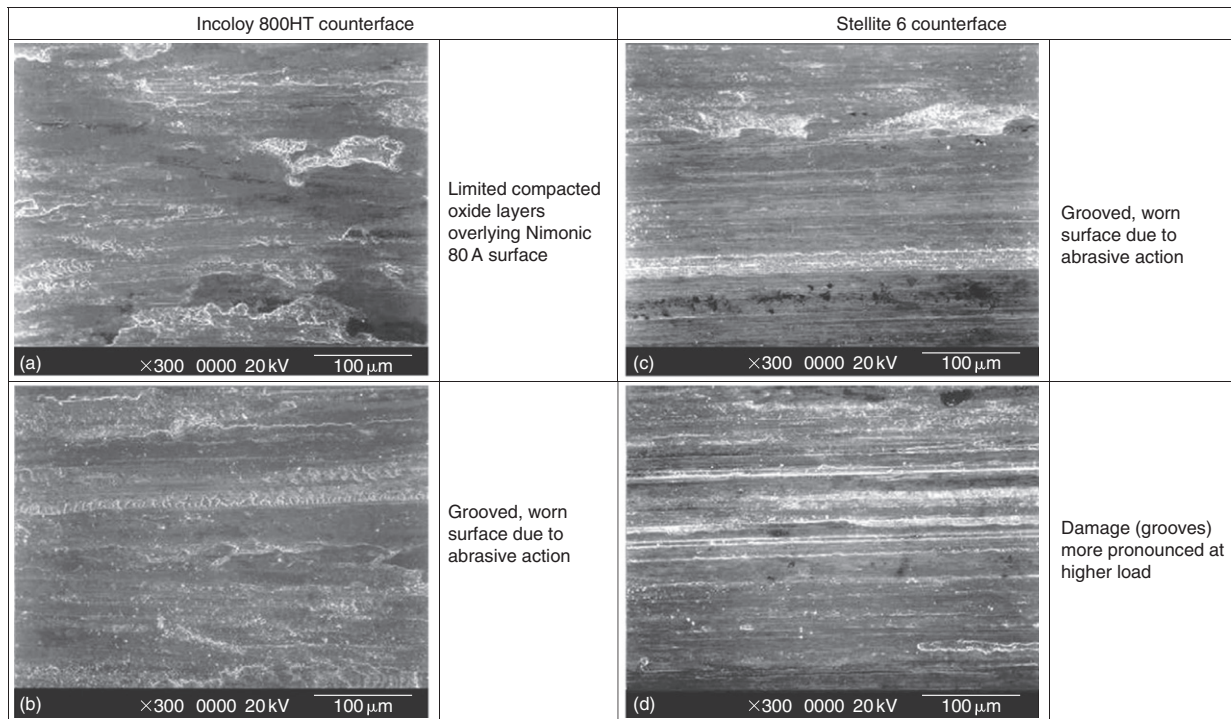 Incoloy 800HT counterface
Stellite 6 counterface
(a)
×300 0000 20 kV
100 μm
Limited compacted
oxide layers
overlying Nimonic
80 A surface
(c)
×300 0000 20 kV
100 μm
Grooved, worn
surface due to
abrasive action
(b)
×300 0000 20 kV
100 μm
Grooved, worn
surface due to
abrasive action
(d)
×300 0000 20 kV
100 μm
Damage (grooves)
more pronounced at
higher load